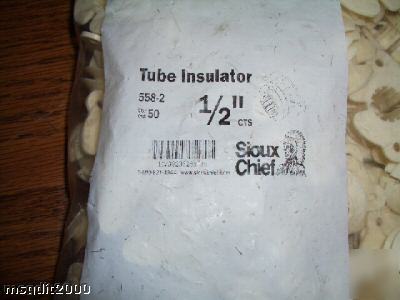 Tube Insulator
558-2
50
1/2"
CTS
Sioux
Chief
msqdit2000